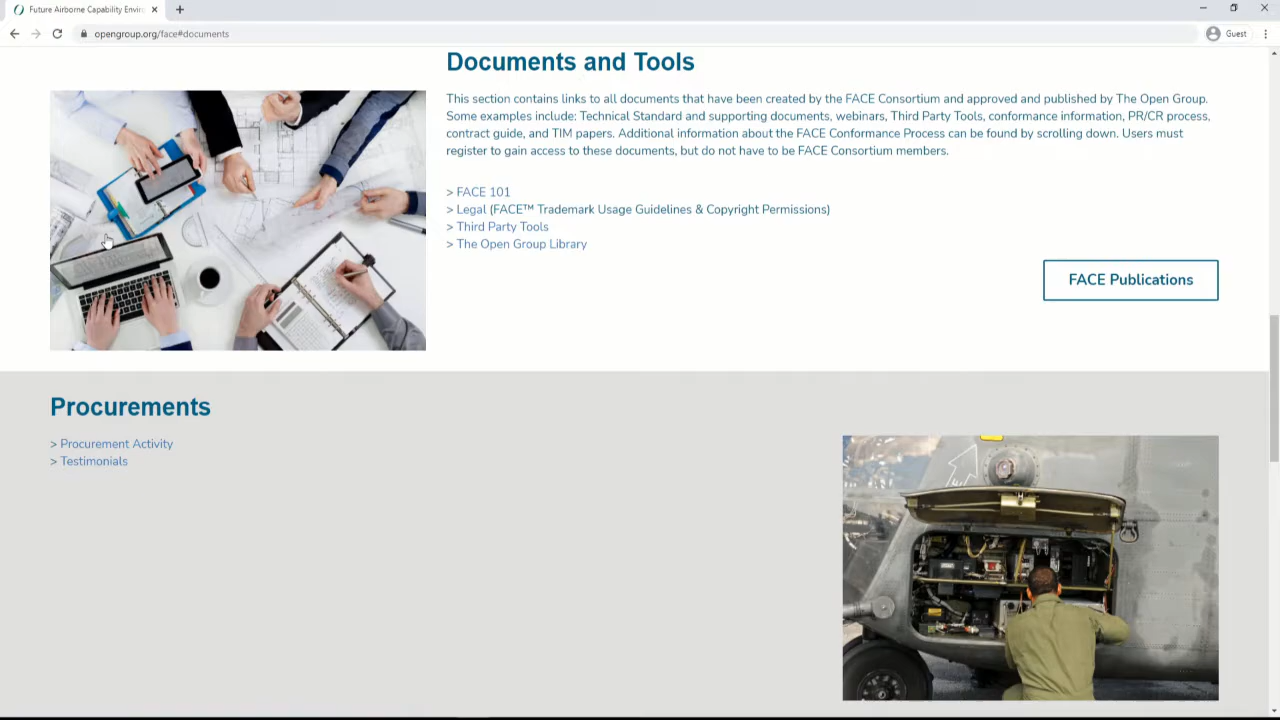 Future Airborne Capability Enviro
Guest
opengroup.org/face#documents
Documents and Tools
This section contains links to all documents that have been created by the FACE Consortium and approved and published by The Open Group.
Some examples include: Technical Standard and supporting documents, webinars, Third Party Tools, conformance information, PR/CR process,
contract guide, and TIM papers. Additional information about the FACE Conformance Process can be found by scrolling down. Users must
register to gain access to these documents, but do not have to be FACE Consortium members.
> FACE 101
> Legal (FACE™ Trademark Usage Guidelines & Copyright Permissions)
> Third Party Tools
> The Open Group Library
FACE Publications
Procurements
> Procurement Activity
> Testimonials